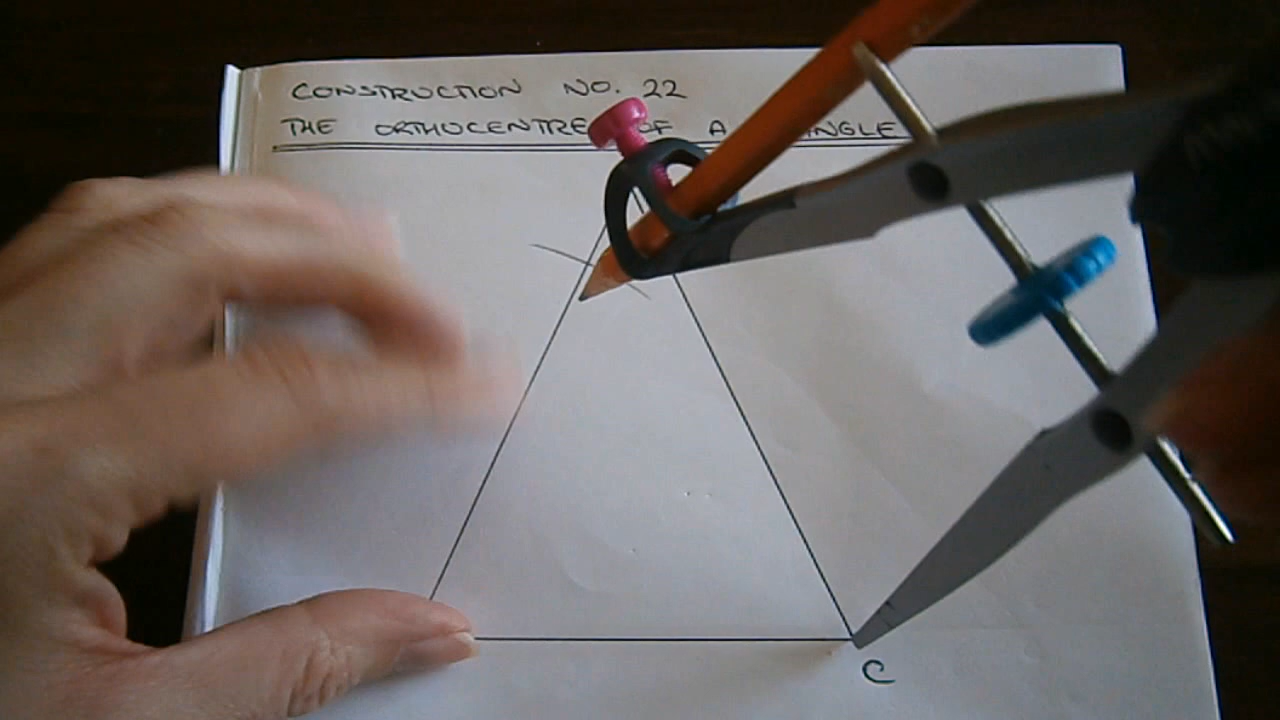 CONSTRUCTION NO. 22
THE ORTHOCENTRE OF A
C